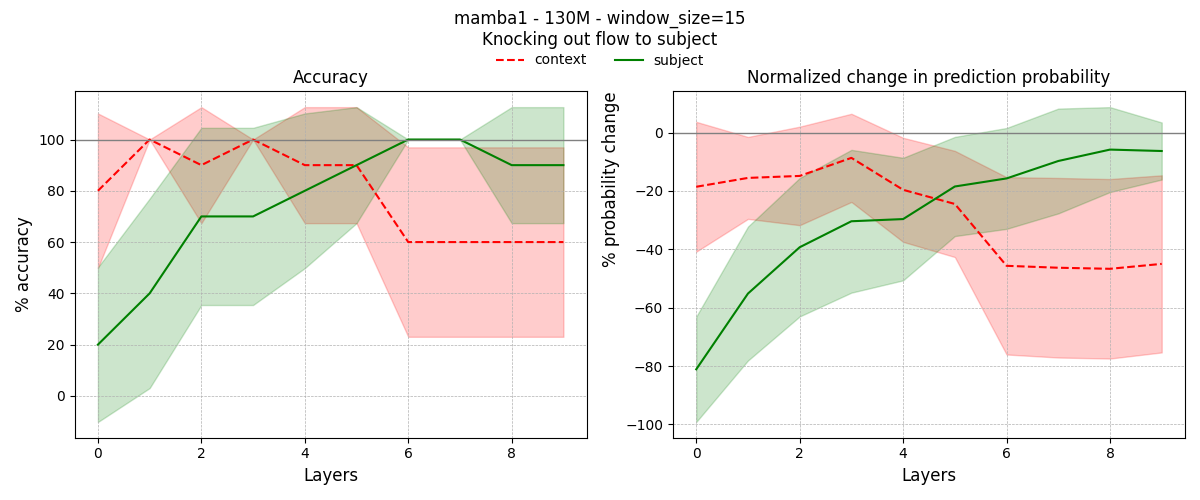 mamba1 - 130M - window_size=15
Knocking out flow to subject
context
subject
Accuracy
% accuracy
100
80
60
40
20
0
0
2
4
6
8
Layers
Normalized change in prediction probability
% probability change
0
−20
−40
−60
−80
−100
0
2
4
6
8
Layers